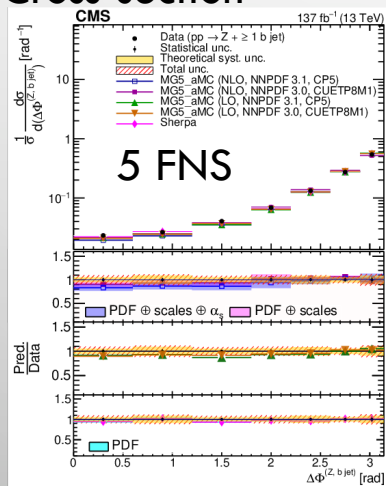 Cross-section
CMS 137 fb⁻¹ (13 TeV)
1/σ dσ/d(ΔΦ^(Z, b jet)) [rad⁻¹]
Data (pp → Z + ≥ 1 b jet)
Statistical unc.
Theoretical syst. unc.
Total unc.
MG5_aMC (NLO, NNPDF 3.1, CP5)
MG5_aMC (NLO, NNPDF 3.0, CUETP8M1)
MG5_aMC (LO, NNPDF 3.1, CP5)
MG5_aMC (LO, NNPDF 3.0, CUETP8M1)
Sherpa
10
1
10⁻¹
5 FNS
1.5
1
0.5
PDF ⊕ scales ⊕ αs PDF ⊕ scales
Pred.
Data
1.5
1
0.5
1.5
1
0.5
PDF
0 0.5 1 1.5 2 2.5 3
ΔΦ^(Z, b jet) [rad]